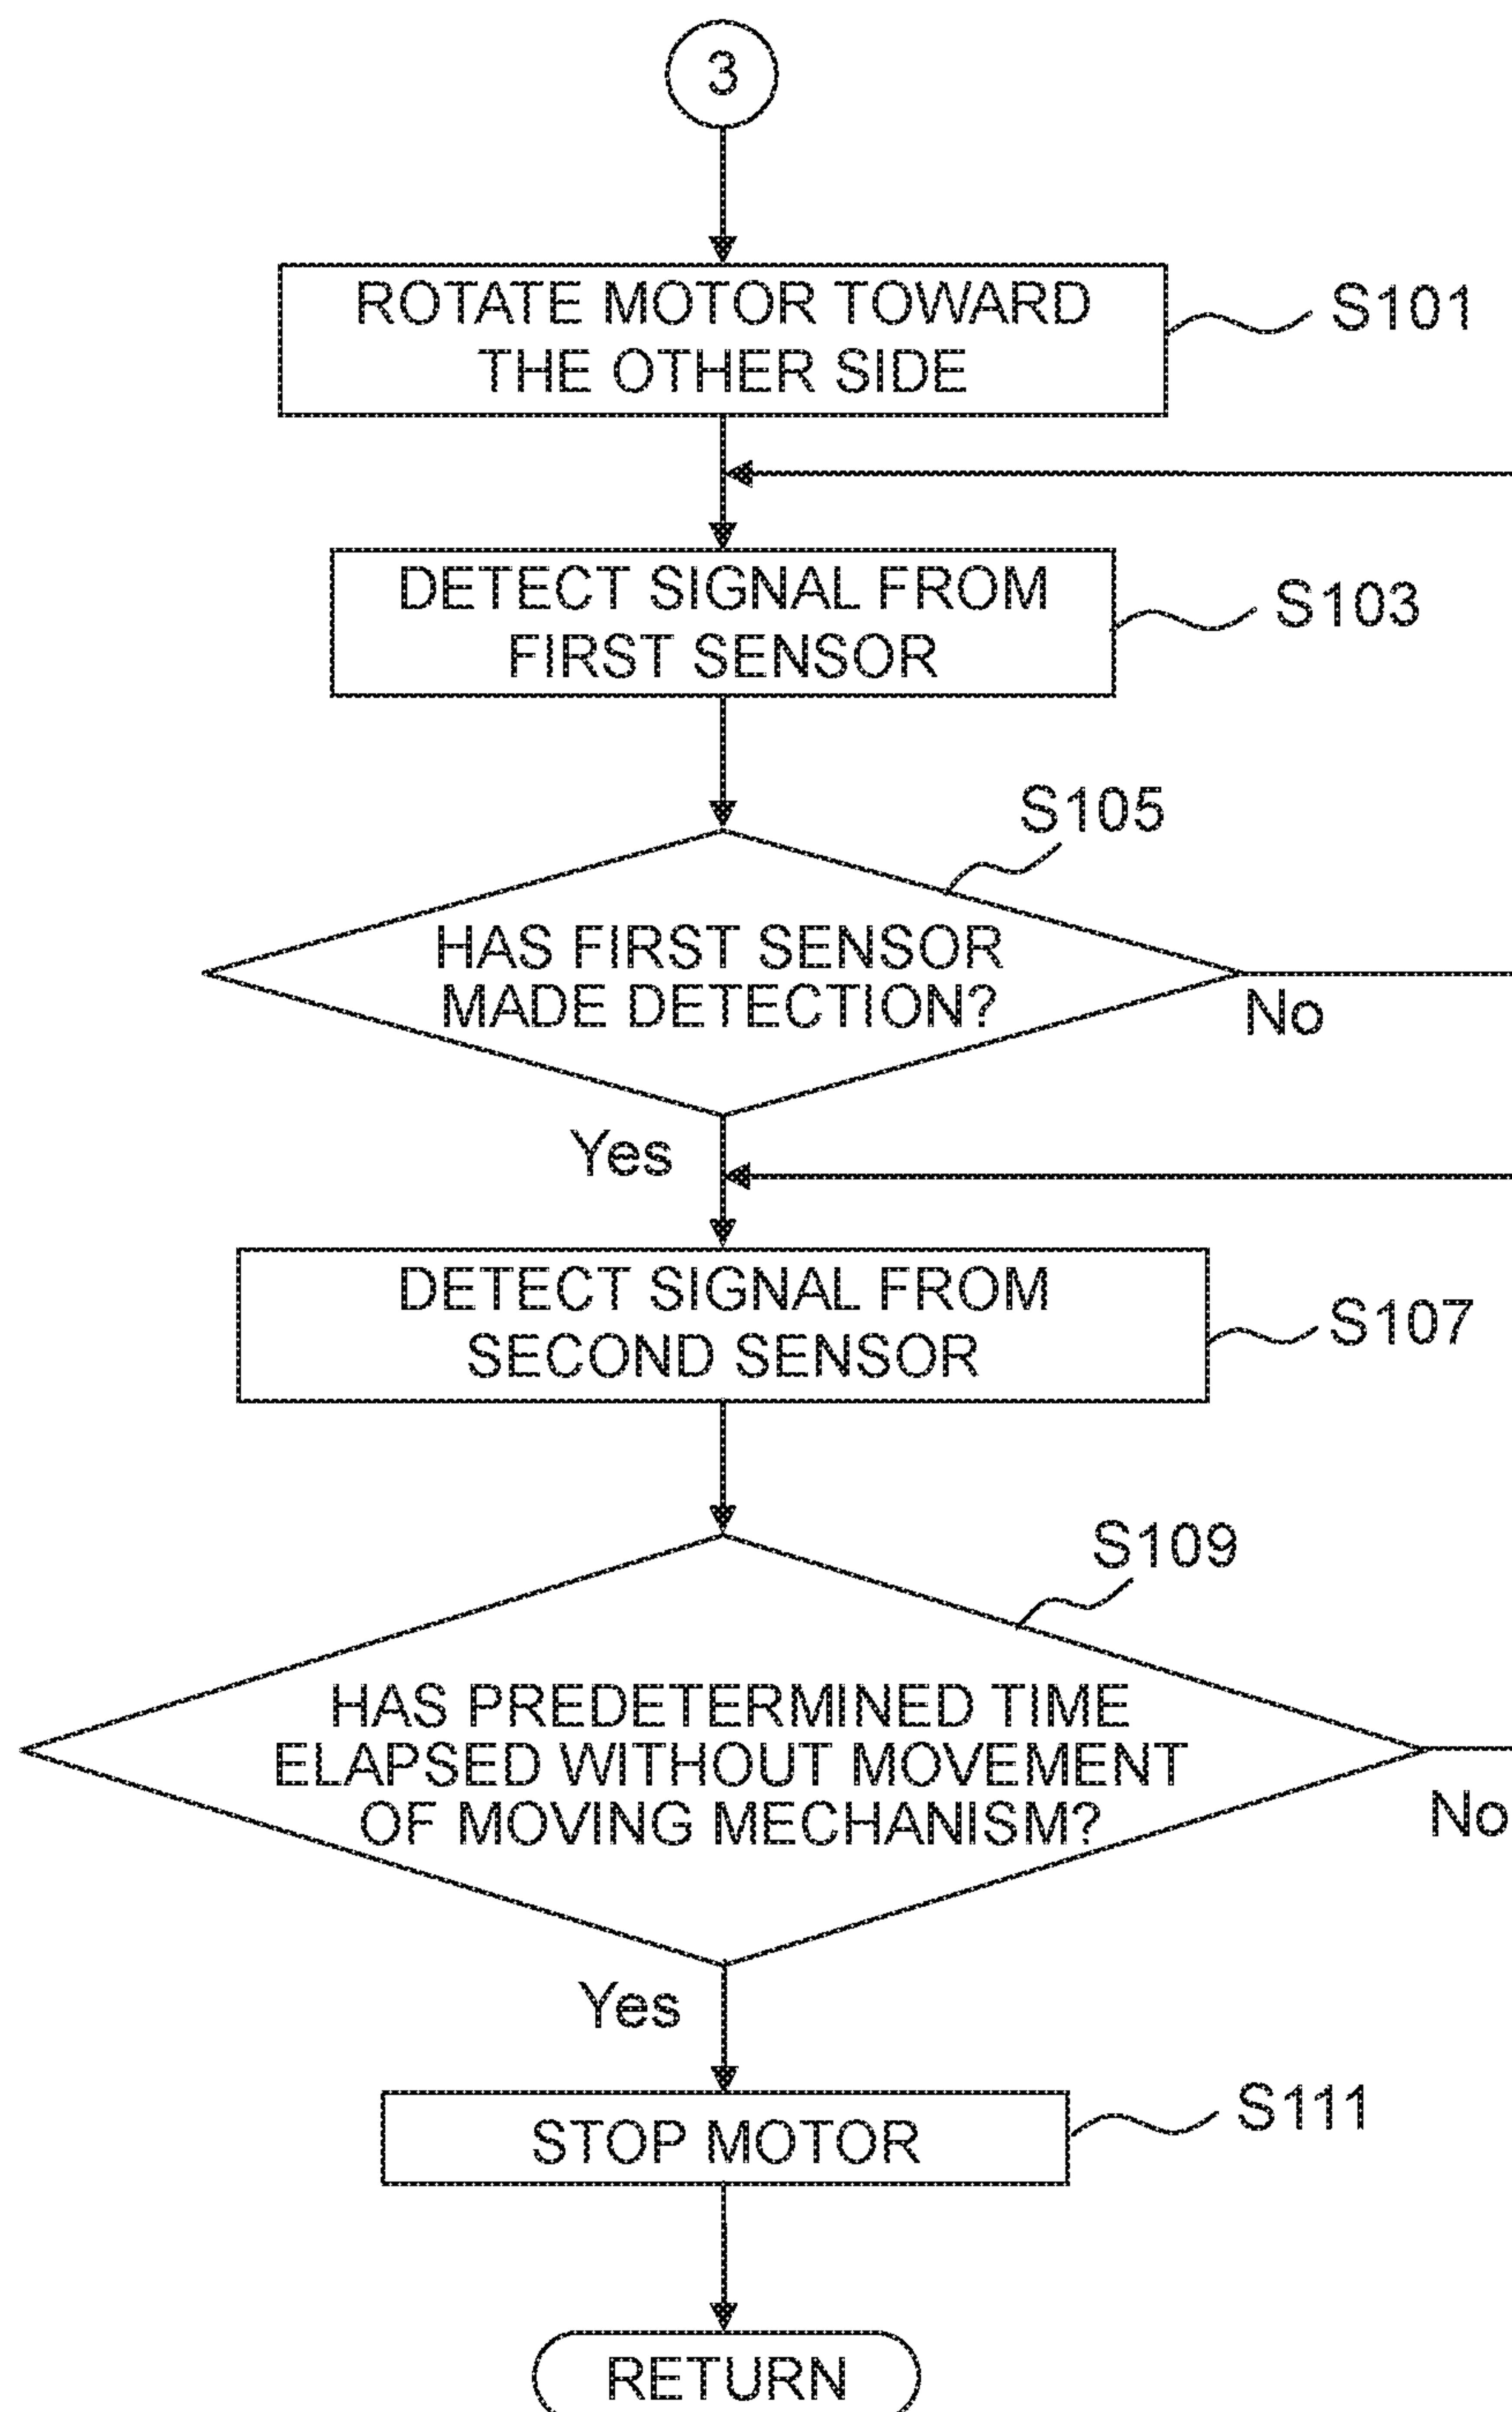 3
ROTATE MOTOR TOWARD
THE OTHER SIDE
S101
DETECT SIGNAL FROM
FIRST SENSOR
S103
S105
HAS FIRST SENSOR
MADE DETECTION?
No
Yes
DETECT SIGNAL FROM
SECOND SENSOR
S107
S109
HAS PREDETERMINED TIME
ELAPSED WITHOUT MOVEMENT
OF MOVING MECHANISM?
No
Yes
STOP MOTOR
S111
RETURN